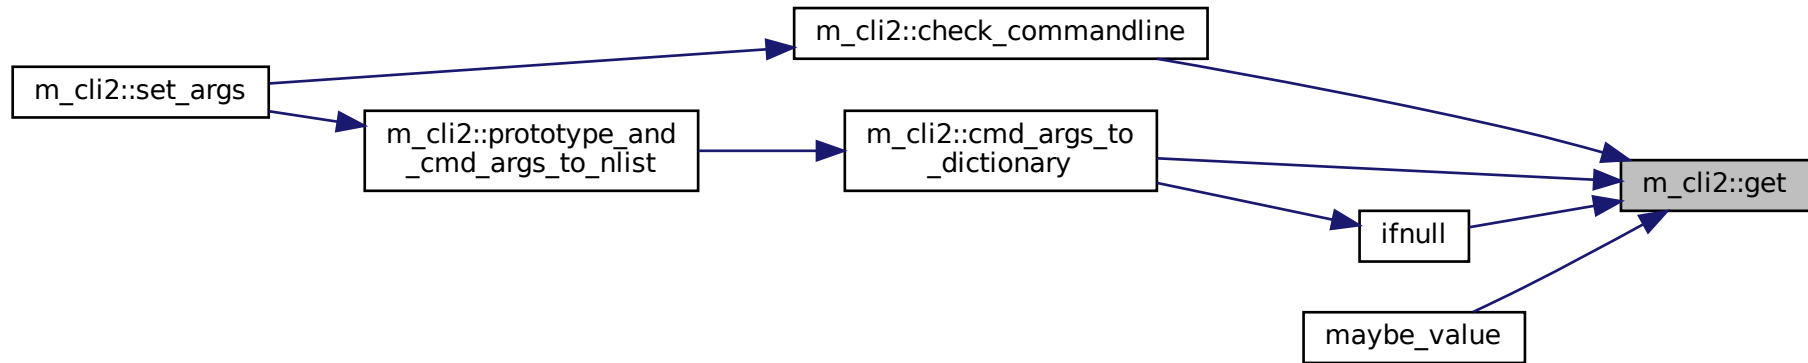 m_cli2::check_commandline
m_cli2::set_args
m_cli2::prototype_and
_cmd_args_to_nlist
m_cli2::cmd_args_to
_dictionary
m_cli2::get
ifnull
maybe_value